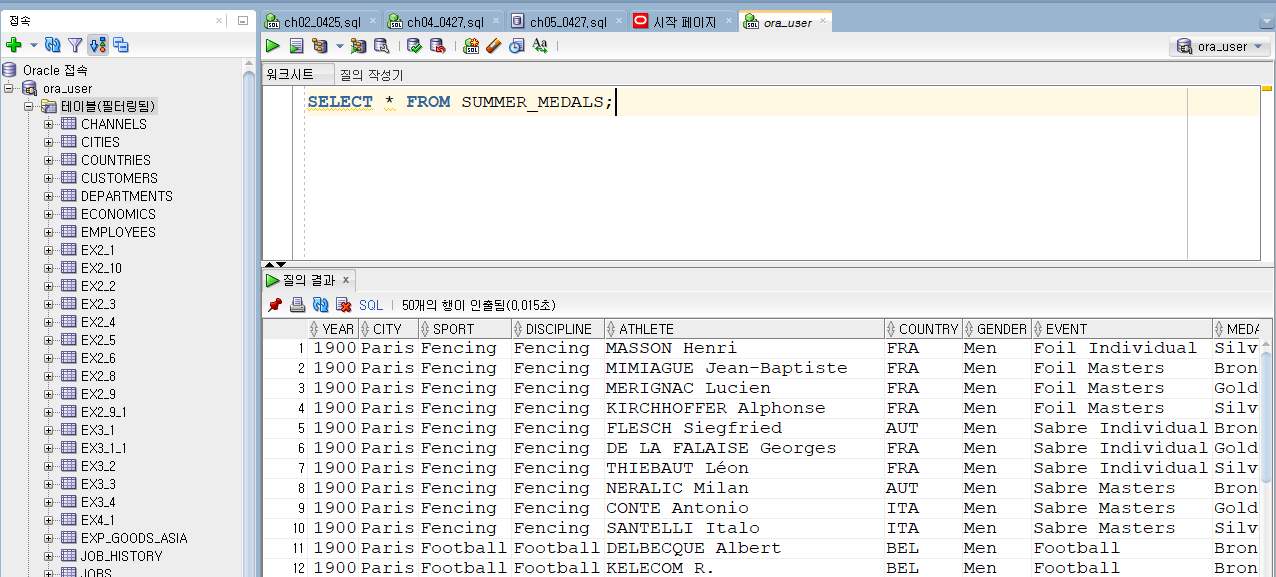 접속
ch02_0425.sql
ch04_0427.sql
ch05_0427.sql
시작 페이지
ora_user
ora_user
Oracle 접속
ora_user
테이블(필터링됨)
CHANNELS
CITIES
COUNTRIES
CUSTOMERS
DEPARTMENTS
ECONOMICS
EMPLOYEES
EX2_1
EX2_10
EX2_2
EX2_3
EX2_4
EX2_5
EX2_6
EX2_8
EX2_9
EX2_9_1
EX3_1
EX3_1_1
EX3_2
EX3_3
EX3_4
EX4_1
EXP_GOODS_ASIA
JOB_HISTORY
JOBS
워크시트 질의 작성기
SELECT * FROM SUMMER_MEDALS;
질의 결과 x
SQL | 50개의 행이 인출됨(0,015초)
YEAR CITY SPORT DISCIPLINE ATHLETE COUNTRY GENDER EVENT MEDA
1 1900 Paris Fencing Fencing MASSON Henri FRA Men Foil Individual Silv
2 1900 Paris Fencing Fencing MIMIAGUE Jean-Baptiste FRA Men Foil Masters Bron
3 1900 Paris Fencing Fencing MERIGNAC Lucien FRA Men Foil Masters Gold
4 1900 Paris Fencing Fencing KIRCHHOFFER Alphonse FRA Men Foil Masters Silv
5 1900 Paris Fencing Fencing FLESCH Siegfried AUT Men Sabre Individual Bron
6 1900 Paris Fencing Fencing DE LA FALAISE Georges FRA Men Sabre Individual Gold
7 1900 Paris Fencing Fencing THIEBAUT Léon FRA Men Sabre Individual Silv
8 1900 Paris Fencing Fencing NERALIC Milan AUT Men Sabre Masters Bron
9 1900 Paris Fencing Fencing CONTE Antonio ITA Men Sabre Masters Gold
10 1900 Paris Fencing Fencing SANTELLI Italo ITA Men Sabre Masters Silv
11 1900 Paris Football Football DELBECQUE Albert BEL Men Football Bron
12 1900 Paris Football Football KELECOM R. BEL Men Football Bron